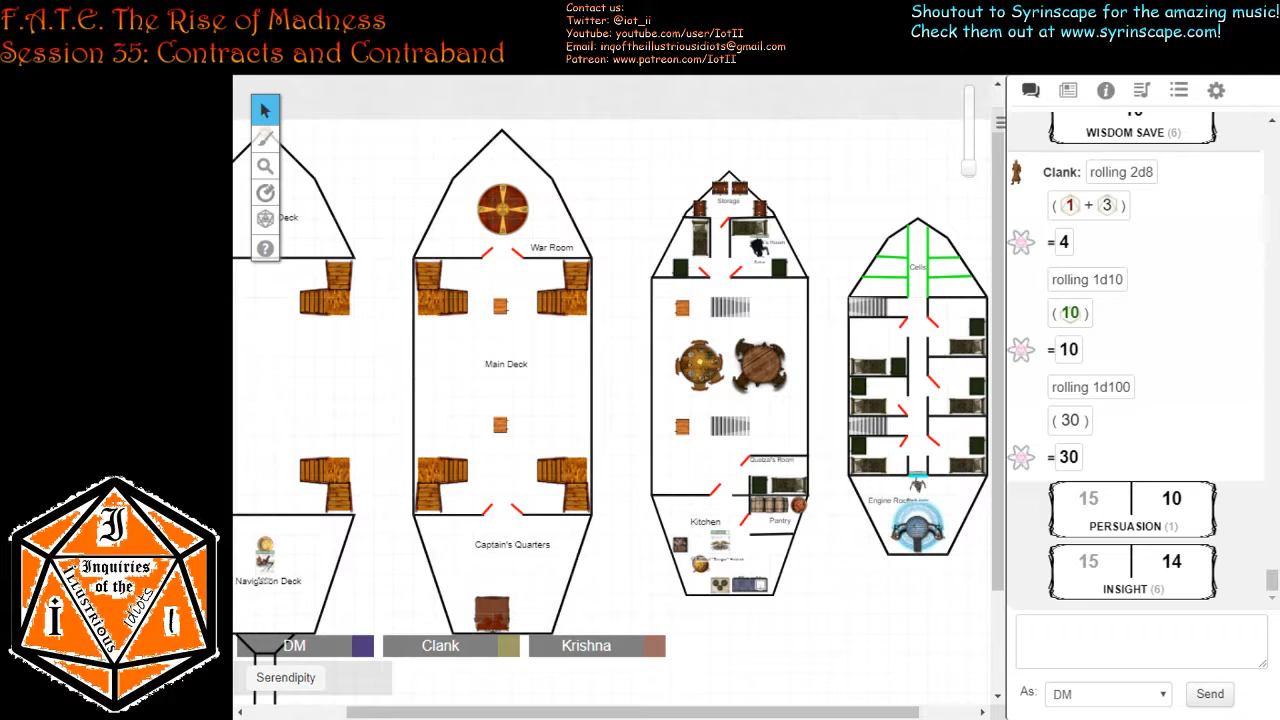 F.A.T.E. The Rise of Madness
Session 35: Contracts and Contraband
Contact us:
Twitter: @iot_ii
Youtube: youtube.com/user/IotII
Email: inqoftheillustriousidiots@gmail.com
Patreon: www.patreon.com/IotII
Shoutout to Syrinscape for the amazing music!
Check them out at www.syrinscape.com!
Deck
War Room
Main Deck
Captain's Quarters
Navigation Deck
Storage
Kitchen
Pantry
Cells
Engine
DM
Clank
Krishna
Serendipity
WISDOM SAVE (6)
Clank: rolling 2d8
( 1 + 3 )
= 4
rolling 1d10
( 10 )
= 10
rolling 1d100
( 30 )
= 30
15 10
PERSUASION (1)
15 14
INSIGHT (6)
As: DM
Send
I
Inquiries
of the
ILLUSTRIOUS
idiots
I
I